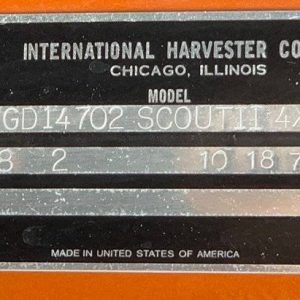 INTERNATIONAL HARVESTER CO
CHICAGO, ILLINOIS
MODEL
GD14702 SCOUT11 4X
8 2 10 18 7
MADE IN UNITED STATES OF AMERICA